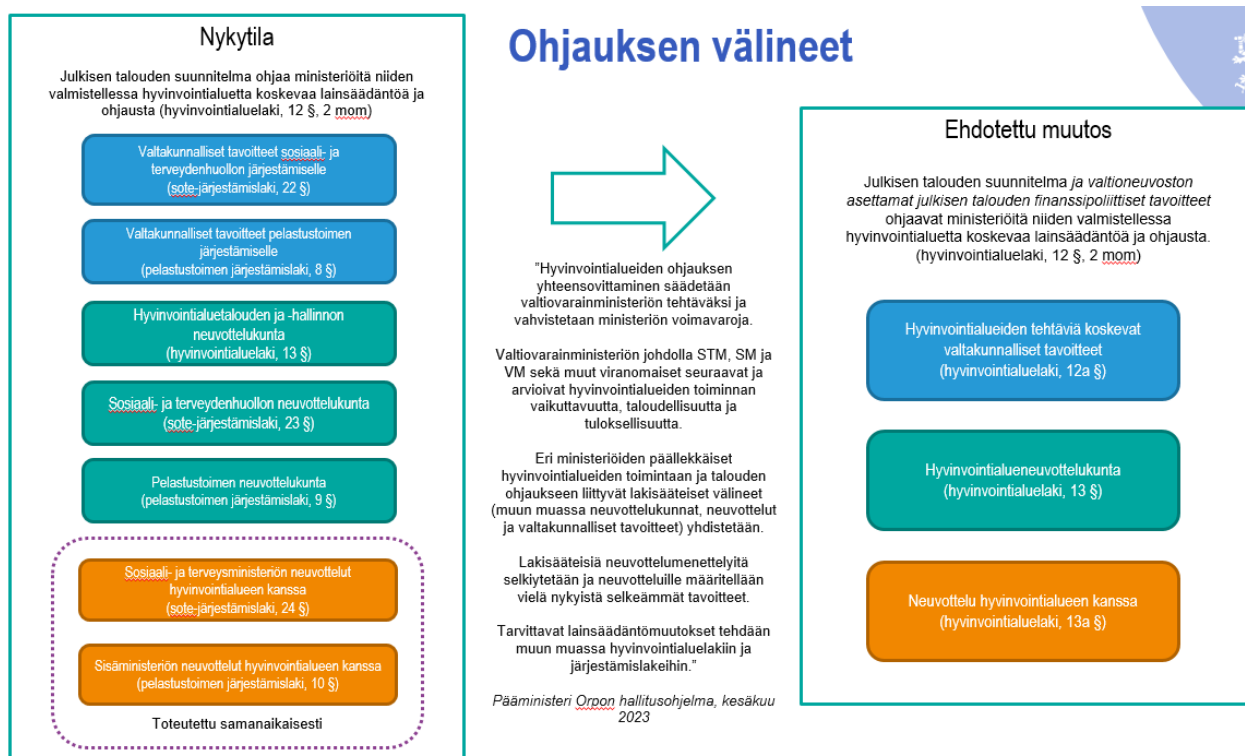 Ohjauksen välineet
Nykytila
Julkisen talouden suunnitelma ohjaa ministeriöitä niiden
valmistellessa hyvinvointialuetta koskevaa lainsäädäntöä ja
ohjausta (hyvinvointialuelaki, 12 §, 2 mom)
Valtakunnalliset tavoitteet sosiaali- ja
terveydenhuollon järjestämiselle
(sote-järjestämislaki, 22 §)
Valtakunnalliset tavoitteet pelastustoimen
järjestämiselle
(pelastustoimen järjestämislaki, 8 §)
Hyvinvointialuetalouden ja -hallinnon
neuvottelukunta
(hyvinvointialuelaki, 13 §)
Sosiaali- ja terveydenhuollon neuvottelukunta
(sote-järjestämislaki, 23 §)
Pelastustoimen neuvottelukunta
(pelastustoimen järjestämislaki, 9 §)
Sosiaali- ja terveysministeriön neuvottelut
hyvinvointialueen kanssa
(sote-järjestämislaki, 24 §)
Sisäministeriön neuvottelut hyvinvointialueen kanssa
(pelastustoimen järjestämislaki, 10 §)
Toteutettu samanaikaisesti
"Hyvinvointialueiden ohjauksen
yhteensovittaminen säädetään
valtiovarainministeriön tehtäväksi ja
vahvistetaan ministeriön voimavaroja.
Valtiovarainministeriön johdolla STM, SM ja
VM sekä muut viranomaiset seuraavat ja
arvioivat hyvinvointialueiden toiminnan
vaikuttavuutta, taloudellisuutta ja
tuloksellisuutta.
Eri ministeriöiden päällekkäiset
hyvinvointialueiden toimintaan ja talouden
ohjaukseen liittyvät lakisääteiset välineet
(muun muassa neuvottelukunnat, neuvottelut
ja valtakunnalliset tavoitteet) yhdistetään.
Lakisääteisiä neuvottelumenettelyitä
selkiytetään ja neuvotteluille määritellään
vielä nykyistä selkeämmät tavoitteet.
Tarvittavat lainsäädäntömuutokset tehdään
muun muassa hyvinvointialuelakiin ja
järjestämislakeihin."
Pääministeri Orpon hallitusohjelma, kesäkuu
2023
Ehdotettu muutos
Julkisen talouden suunnitelma ja valtioneuvoston
asettamat julkisen talouden finanssipoliittiset tavoitteet
ohjaavat ministeriöitä niiden valmistellessa
hyvinvointialuetta koskevaa lainsäädäntöä ja ohjausta.
(hyvinvointialuelaki, 12 §, 2 mom)
Hyvinvointialueiden tehtäviä koskevat
valtakunnalliset tavoitteet
(hyvinvointialuelaki, 12a §)
Hyvinvointialueneuvottelukunta
(hyvinvointialuelaki, 13 §)
Neuvottelu hyvinvointialueen kanssa
(hyvinvointialuelaki, 13a §)